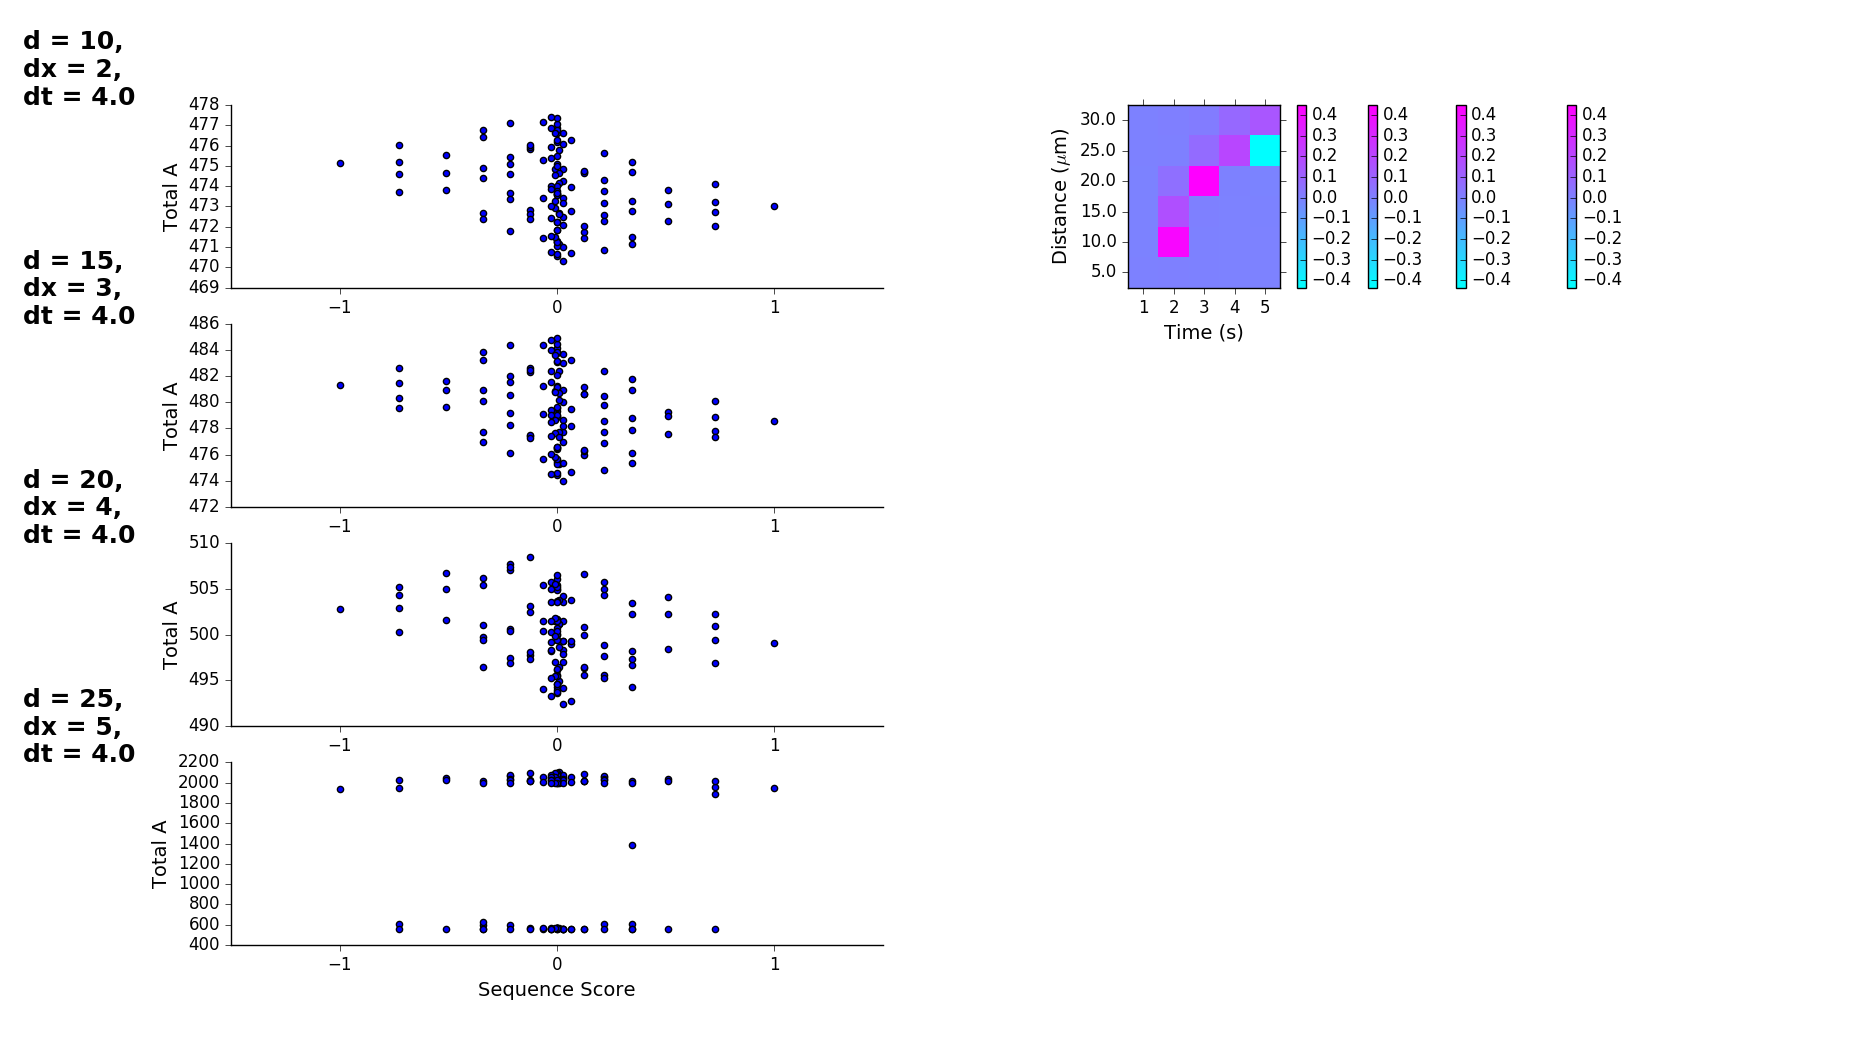 d = 10,
dx = 2,
dt = 4.0
478
477
476
475
474
473
472
471
470
469
Total A
−1 0 1
d = 15,
dx = 3,
dt = 4.0
486
484
482
480
478
476
474
472
Total A
−1 0 1
d = 20,
dx = 4,
dt = 4.0
510
505
500
495
490
Total A
−1 0 1
d = 25,
dx = 5,
dt = 4.0
2200
2000
1800
1600
1400
1200
1000
800
600
400
Total A
−1 0 1
Sequence Score
Distance (μm)
30.0
25.0
20.0
15.0
10.0
5.0
1 2 3 4 5
Time (s)
0.4 0.4 0.4 0.4
0.3 0.3 0.3 0.3
0.2 0.2 0.2 0.2
0.1 0.1 0.1 0.1
0.0 0.0 0.0 0.0
−0.1 −0.1 −0.1 −0.1
−0.2 −0.2 −0.2 −0.2
−0.3 −0.3 −0.3 −0.3
−0.4 −0.4 −0.4 −0.4